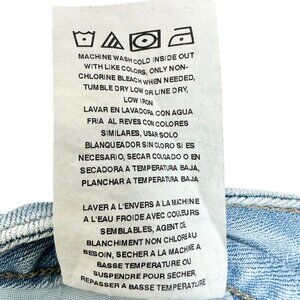 MACHINE WASH COLD INSIDE OUT
WITH LIKE COLORS, ONLY NON-
CHLORINE BLEACH WHEN NEEDED,
TUMBLE DRY LOW OR LINE DRY,
LOW IRON
LAVAR EN LAVADORA CON AGUA
FRIA AL REVES CON COLORES
SIMILARES, USAR SOLO
BLANQUEADOR SIN CLORO SI ES
NECESARIO, SECAR COLGADO O EN
SECADORA A TEMPERATURA BAJA,
PLANCHAR A TEMPERATURA BAJA,
LAVER A L'ENVERS A LA MACHINE
A L'EAU FROIDE AVEC COULEURS
SEMBLABLES, AGENT DE
BLANCHIMENT NON CHLOREAU
BESOIN, SECHER A LA MACHINE A
BASSE TEMPERATURE OU
SUSPENDRE POUR SECHER,
REPASSER A BASSE TEMPERATURE